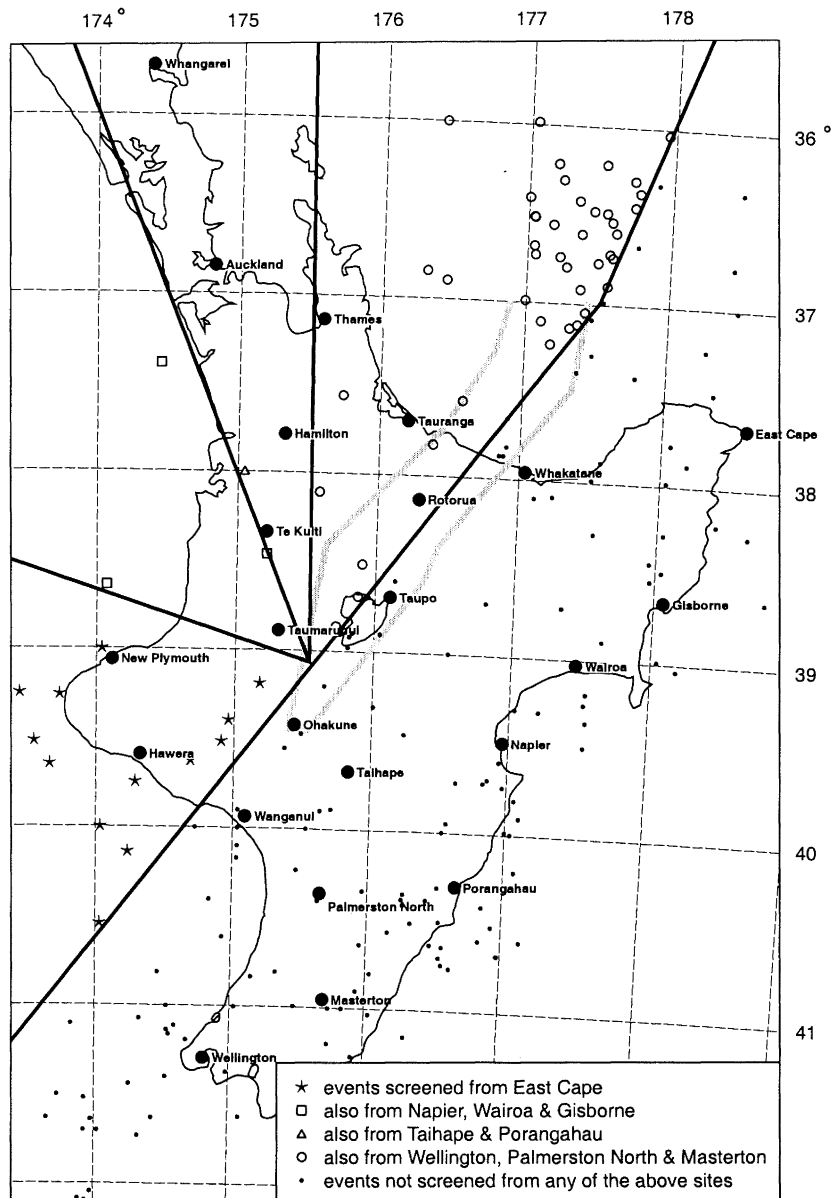 174 ° 175 176 177 178
Whangarei
36 °
Auckland
37
Thames
Tauranga
Hamilton
East Cape
Whakatane
38
Rotorua
Te Kuiti
Taupo
Gisborne
Taumarunui
New Plymouth
Wairoa
39
Ohakune
Napier
Hawera
Taihape
Wanganui
40
Porangahau
Palmerston North
Masterton
41
Wellington
events screened from East Cape
also from Napier, Wairoa & Gisborne
also from Taihape & Porangahau
also from Wellington, Palmerston North & Masterton
events not screened from any of the above sites